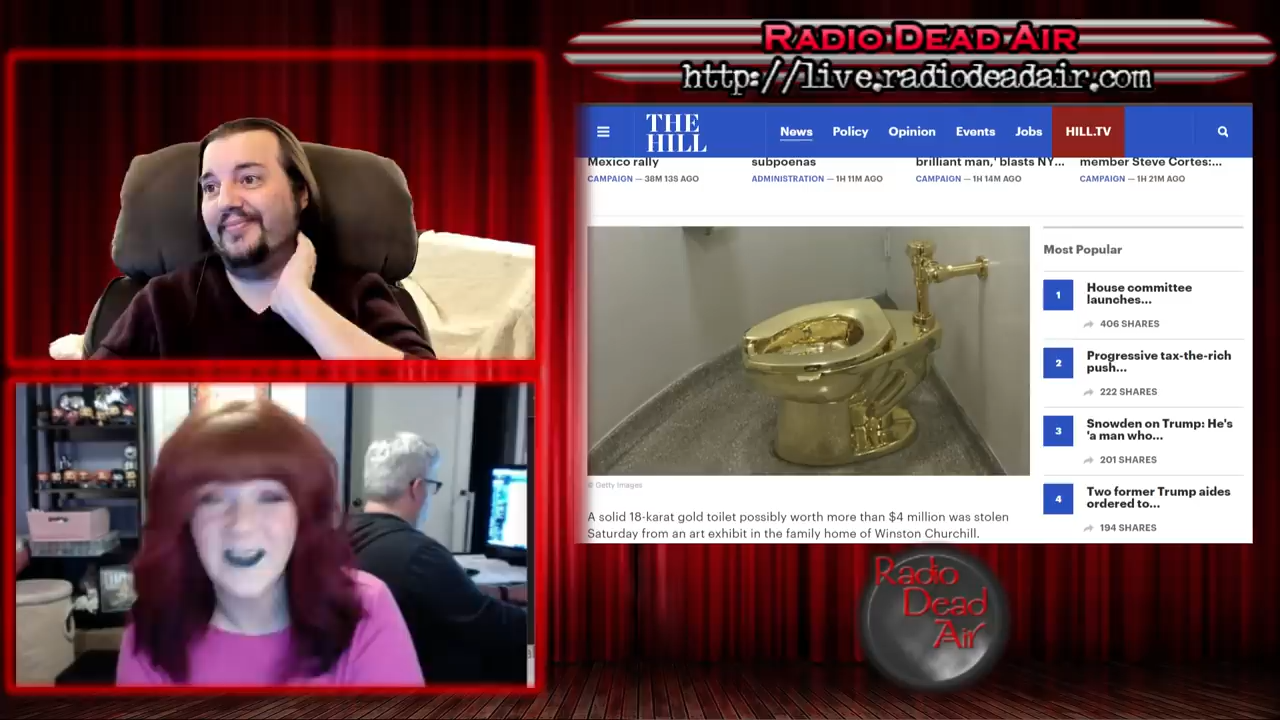 Radio Dead Air
http://live.radiodeadair.com
THE
HILL
News
Policy
Opinion
Events
Jobs
HILL.TV
Mexico rally
CAMPAIGN — 38M 13S AGO
subpoenas
ADMINISTRATION — 1H 11M AGO
brilliant man,' blasts NY...
CAMPAIGN — 1H 14M AGO
member Steve Cortes:...
CAMPAIGN — 1H 21M AGO
© Getty Images
A solid 18-karat gold toilet possibly worth more than $4 million was stolen
Saturday from an art exhibit in the family home of Winston Churchill.
Most Popular
1
House committee
launches...
406 SHARES
2
Progressive tax-the-rich
push...
222 SHARES
3
Snowden on Trump: He's
'a man who...
201 SHARES
4
Two former Trump aides
ordered to...
194 SHARES
Radio
Dead
Air